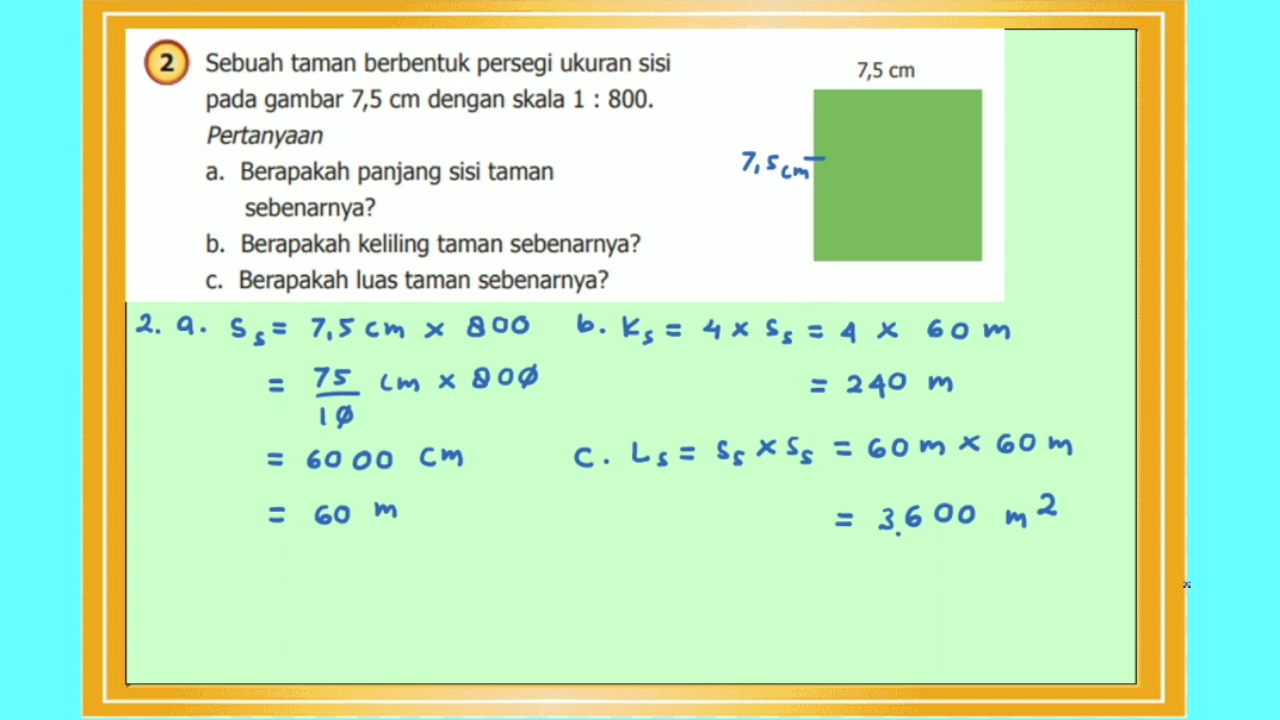 2 Sebuah taman berbentuk persegi ukuran sisi
pada gambar 7,5 cm dengan skala 1 : 800.
Pertanyaan
a. Berapakah panjang sisi taman
sebenarnya?
b. Berapakah keliling taman sebenarnya?
c. Berapakah luas taman sebenarnya?
7,5 cm
7,5 cm
2. a. Ss = 7,5 cm × 800
= 75/10 cm × 800
= 6000 cm
= 60 m
b. Ks = 4 × Ss = 4 × 60 m
= 240 m
c. Ls = Ss × Ss = 60 m × 60 m
= 3.600 m²